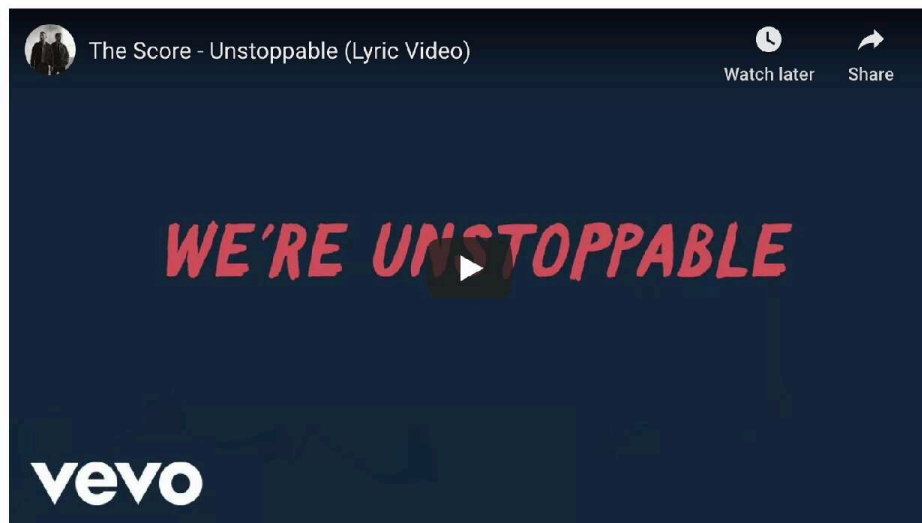 The Score - Unstoppable (Lyric Video)
Watch later
Share
WE'RE UNSTOPPABLE
vevo